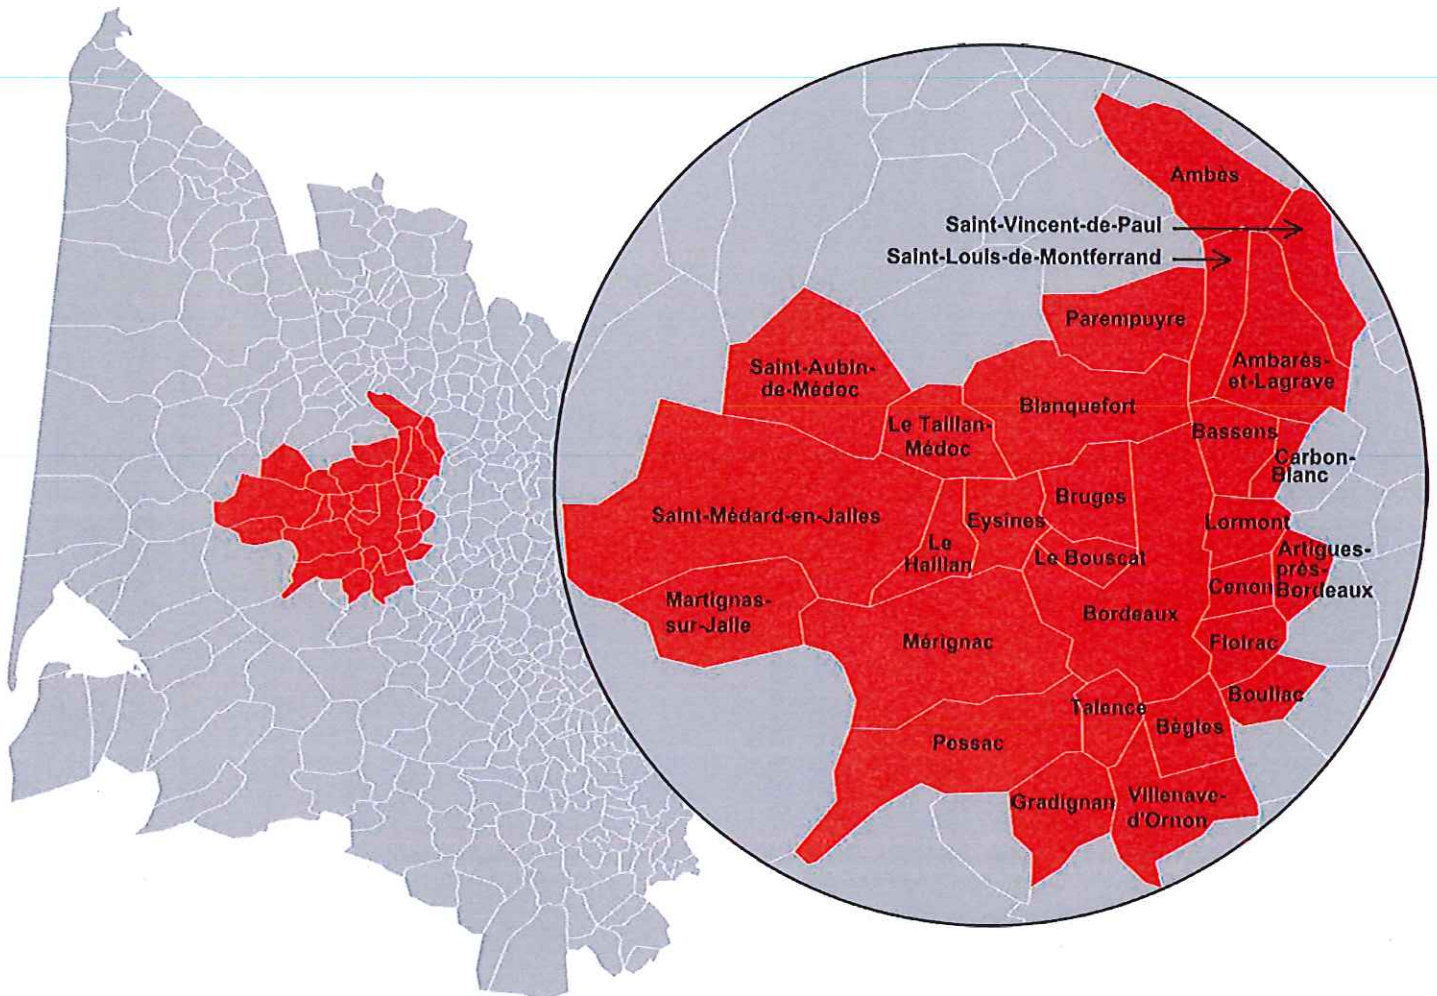 Ambès
Saint-Vincent-de-Paul
Saint-Louis-de-Montferrand
Parempuyre
Saint-Aubin-
de-Médoc
Ambarès-
et-Lagrave
Blanquefort
Le Taillan-
Médoc
Bassens
Carbon-
Blanc
Bruges
Saint-Médard-en-Jalles
Eysines
Lormont
Le
Haillan
Le Bouscat
Artigues-
près-
Bordeaux
Cenon
Martignas-
sur-Jalle
Bordeaux
Mérignac
Floirac
Bouliac
Talence
Bègles
Pessac
Gradignan
Villenave-
d'Ornon